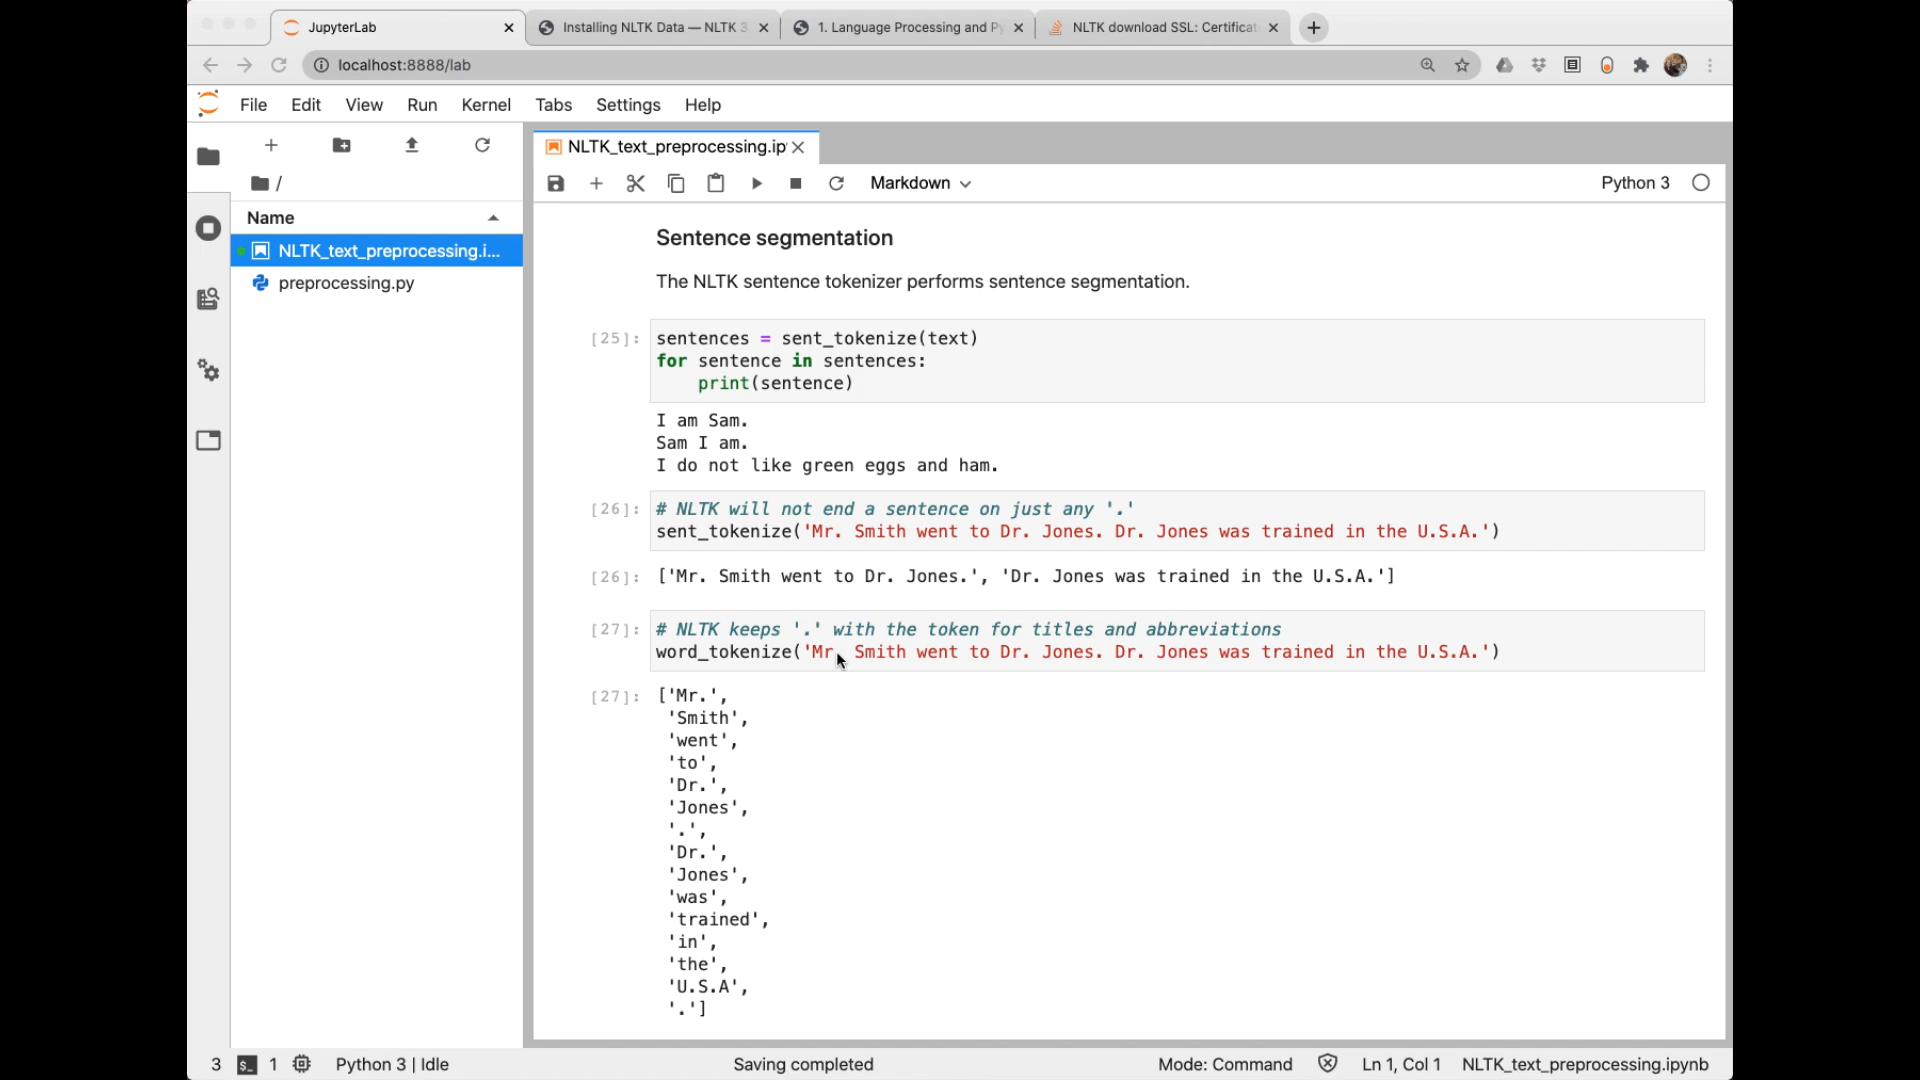 JupyterLab
Installing NLTK Data — NLTK 3
1. Language Processing and Py
NLTK download SSL: Certificat
localhost:8888/lab
File Edit View Run Kernel Tabs Settings Help
NLTK_text_preprocessing.ip
/
Markdown
Python 3
Name
NLTK_text_preprocessing.i...
preprocessing.py
Sentence segmentation
The NLTK sentence tokenizer performs sentence segmentation.
[25]: sentences = sent_tokenize(text)
for sentence in sentences:
    print(sentence)
I am Sam.
Sam I am.
I do not like green eggs and ham.
[26]: # NLTK will not end a sentence on just any '.'
sent_tokenize('Mr. Smith went to Dr. Jones. Dr. Jones was trained in the U.S.A.')
[26]: ['Mr. Smith went to Dr. Jones.', 'Dr. Jones was trained in the U.S.A.']
[27]: # NLTK keeps '.' with the token for titles and abbreviations
word_tokenize('Mr. Smith went to Dr. Jones. Dr. Jones was trained in the U.S.A.')
[27]: ['Mr.',
'Smith',
'went',
'to',
'Dr.',
'Jones',
'.',
'Dr.',
'Jones',
'was',
'trained',
'in',
'the',
'U.S.A',
'.']
3 $_ 1 Python 3 | Idle Saving completed Mode: Command Ln 1, Col 1 NLTK_text_preprocessing.ipynb